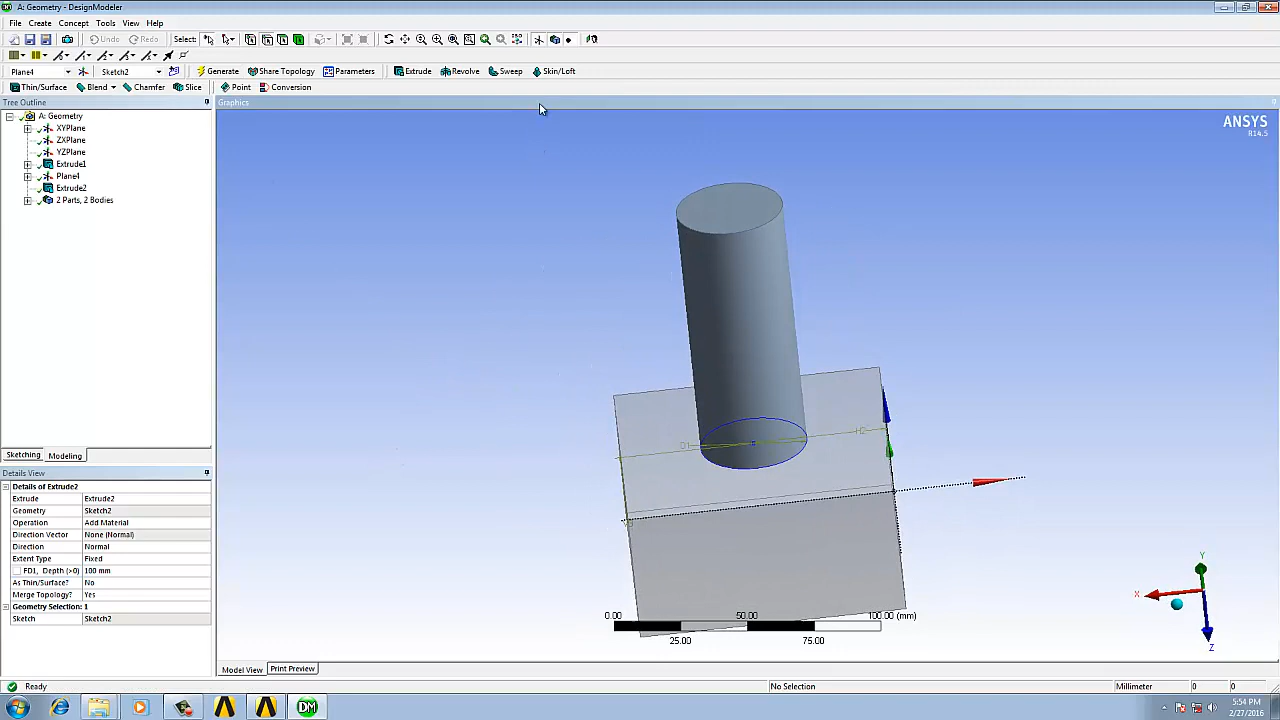 A: Geometry - DesignModeler
File Create Concept Tools View Help
Undo Redo Select:
Plane4 Sketch2 Generate Share Topology Parameters Extrude Revolve Sweep Skin/Loft
Thin/Surface Blend Chamfer Slice Point Conversion
Tree Outline Graphics
A: Geometry
XYPlane
ZXPlane
YZPlane
Extrude1
Plane4
Extrude2
2 Parts, 2 Bodies
ANSYS
R14.5
D1
H2
0.00 50.00 100.00 (mm)
25.00 75.00
X
Y
Z
Sketching Modeling
Details View
Details of Extrude2
Extrude Extrude2
Geometry Sketch2
Operation Add Material
Direction Vector None (Normal)
Direction Normal
Extent Type Fixed
FD1, Depth (>0) 100 mm
As Thin/Surface? No
Merge Topology? Yes
Geometry Selection: 1
Sketch Sketch2
Model View Print Preview
Ready No Selection Millimeter 0 0
DM
5:54 PM
2/27/2016